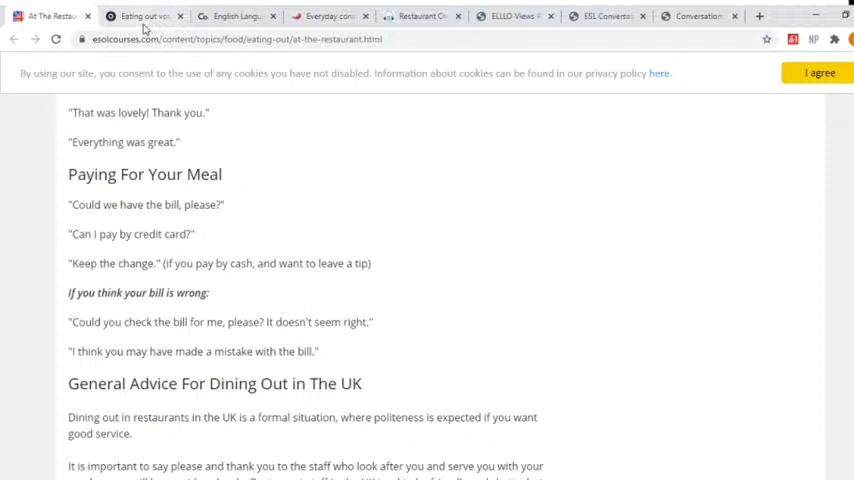 At The Restau
Eating out voc
English Langu
Everyday conv
Restaurant Ch
ELLLO Views
ESL Conversat
Conversation
esolcourses.com/content/topics/food/eating-out/at-the-restaurant.html
NP
By using our site, you consent to the use of any cookies you have not disabled. Information about cookies can be found in our privacy policy here.
I agree
"That was lovely! Thank you."
"Everything was great."
Paying For Your Meal
"Could we have the bill, please?"
"Can I pay by credit card?"
"Keep the change." (if you pay by cash, and want to leave a tip)
If you think your bill is wrong:
"Could you check the bill for me, please? It doesn't seem right."
"I think you may have made a mistake with the bill."
General Advice For Dining Out in The UK
Dining out in restaurants in the UK is a formal situation, where politeness is expected if you want
good service.
It is important to say please and thank you to the staff who look after you and serve you with your